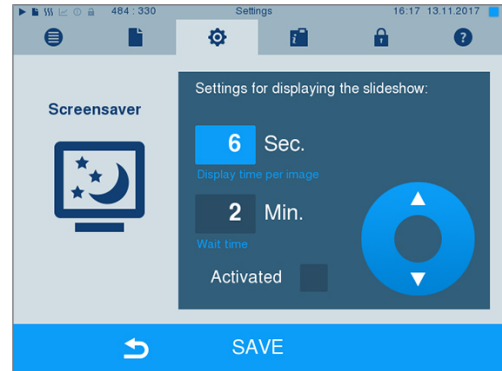 484 : 330 Settings 16:17 13.11.2017
Screensaver
Settings for displaying the slideshow:
6 Sec.
Display time per image
2 Min.
Wait time
Activated
SAVE